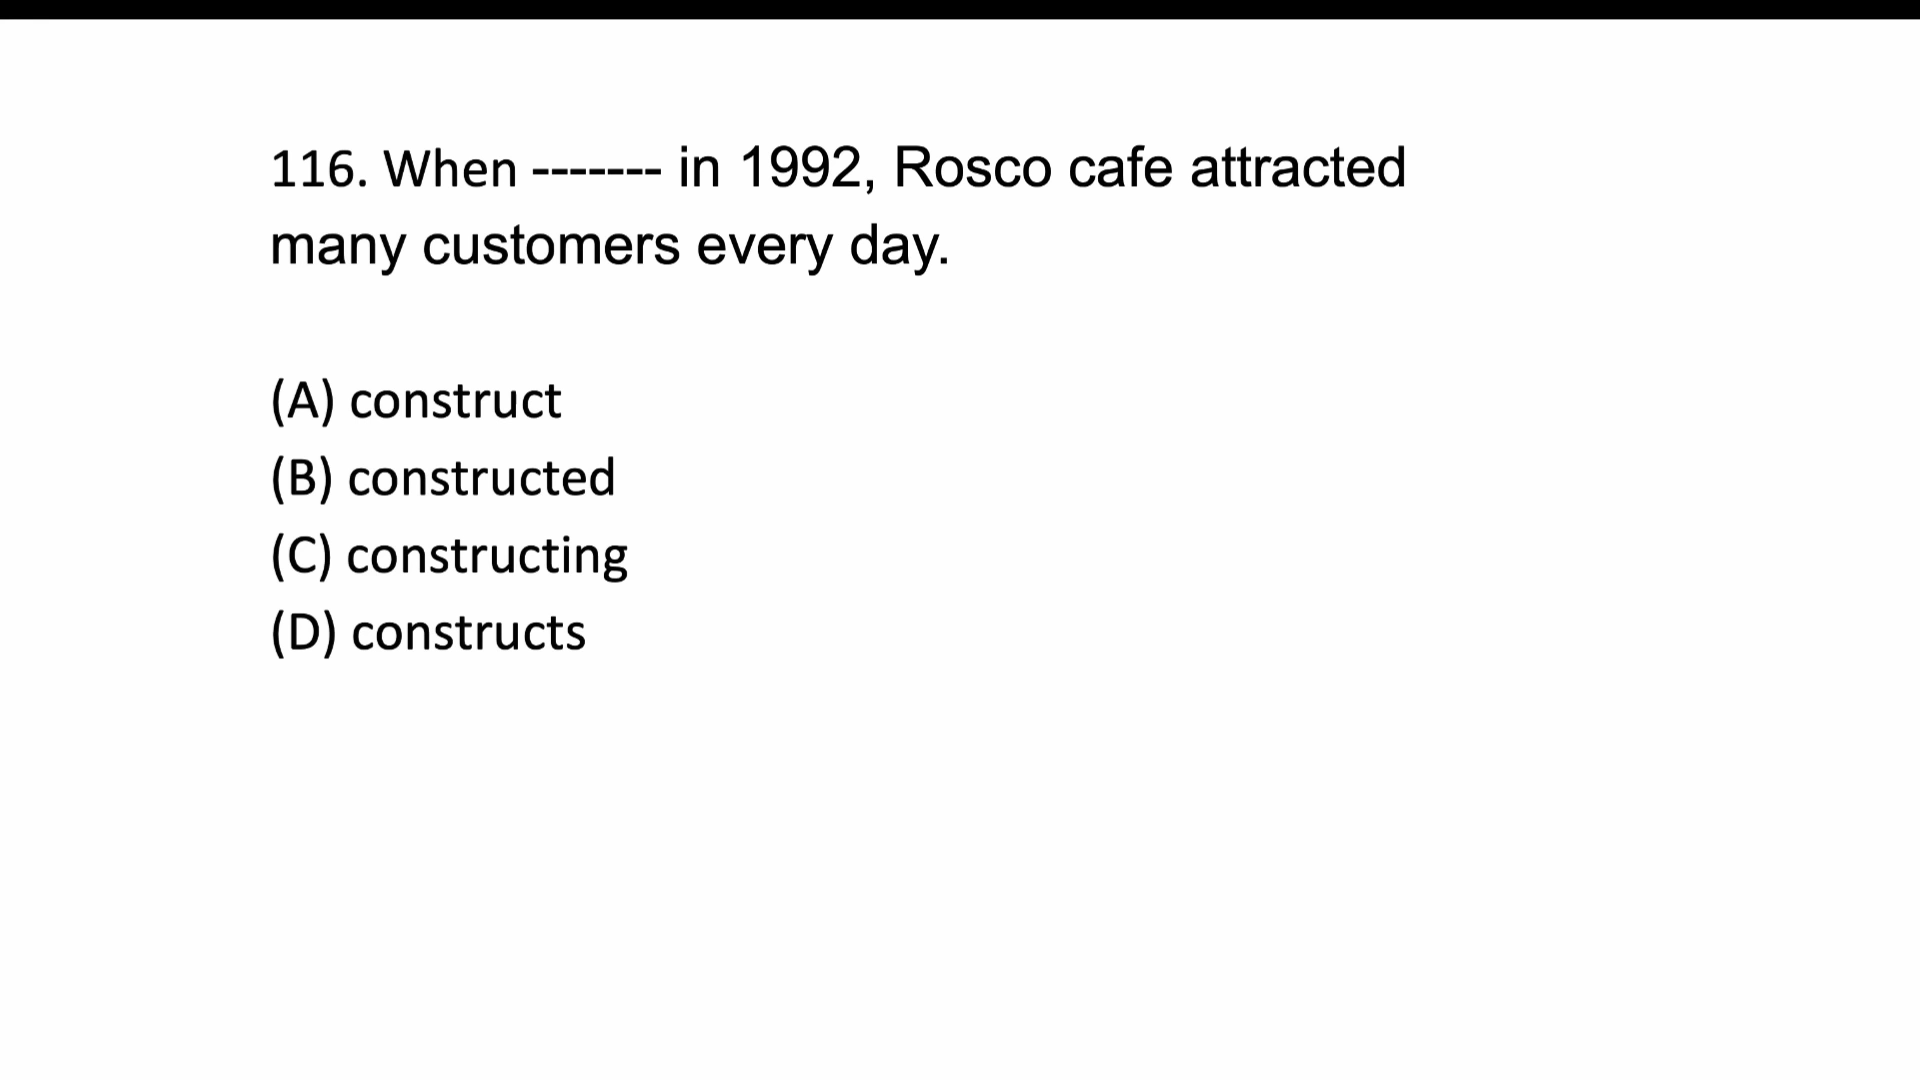 116. When ------- in 1992, Rosco cafe attracted
many customers every day.
(A) construct
(B) constructed
(C) constructing
(D) constructs